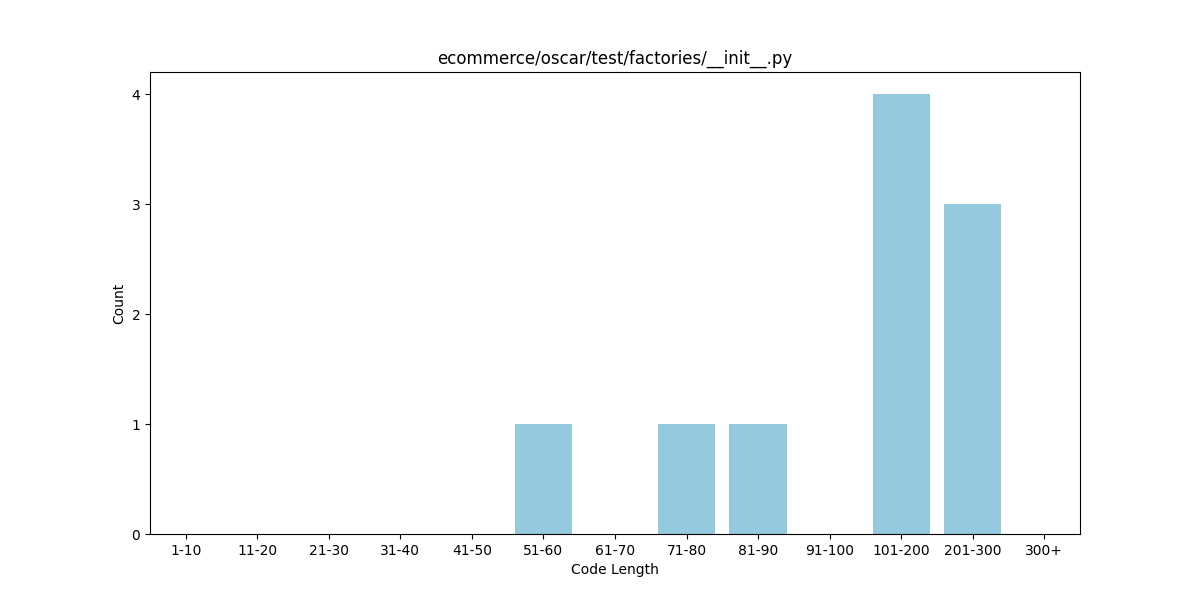 ecommerce/oscar/test/factories/__init__.py
Count
4
3
2
1
0
1-10 11-20 21-30 31-40 41-50 51-60 61-70 71-80 81-90 91-100 101-200 201-300 300+
Code Length